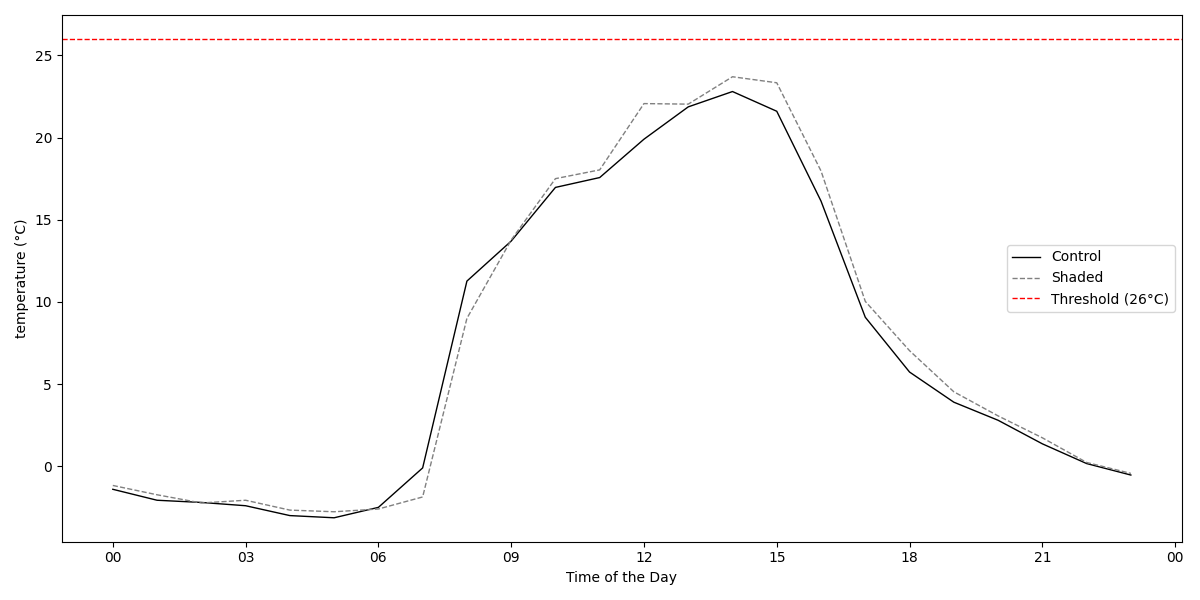 25
20
15
10
5
0
temperature (°C)
Control
Shaded
Threshold (26°C)
00 03 06 09 12 15 18 21 00
Time of the Day